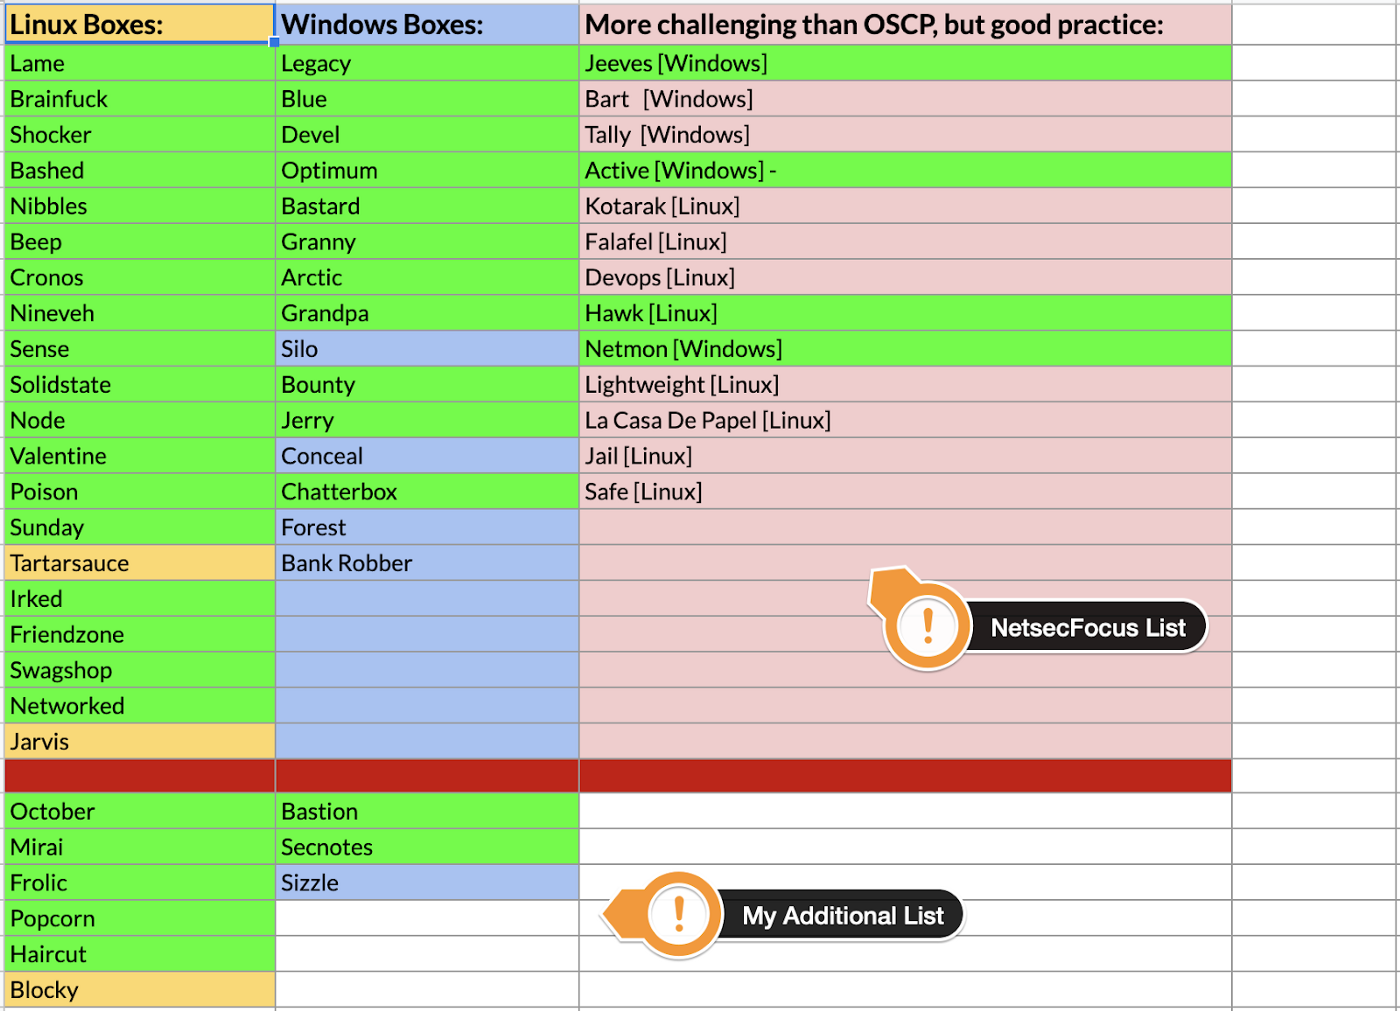 Linux Boxes: Windows Boxes: More challenging than OSCP, but good practice:
Lame Legacy Jeeves [Windows]
Brainfuck Blue Bart [Windows]
Shocker Devel Tally [Windows]
Bashed Optimum Active [Windows] -
Nibbles Bastard Kotarak [Linux]
Beep Granny Falafel [Linux]
Cronos Arctic Devops [Linux]
Nineveh Grandpa Hawk [Linux]
Sense Silo Netmon [Windows]
Solidstate Bounty Lightweight [Linux]
Node Jerry La Casa De Papel [Linux]
Valentine Conceal Jail [Linux]
Poison Chatterbox Safe [Linux]
Sunday Forest
Tartarsauce Bank Robber
Irked
Friendzone NetsecFocus List
Swagshop
Networked
Jarvis
October Bastion
Mirai Secnotes
Frolic Sizzle
Popcorn My Additional List
Haircut
Blocky